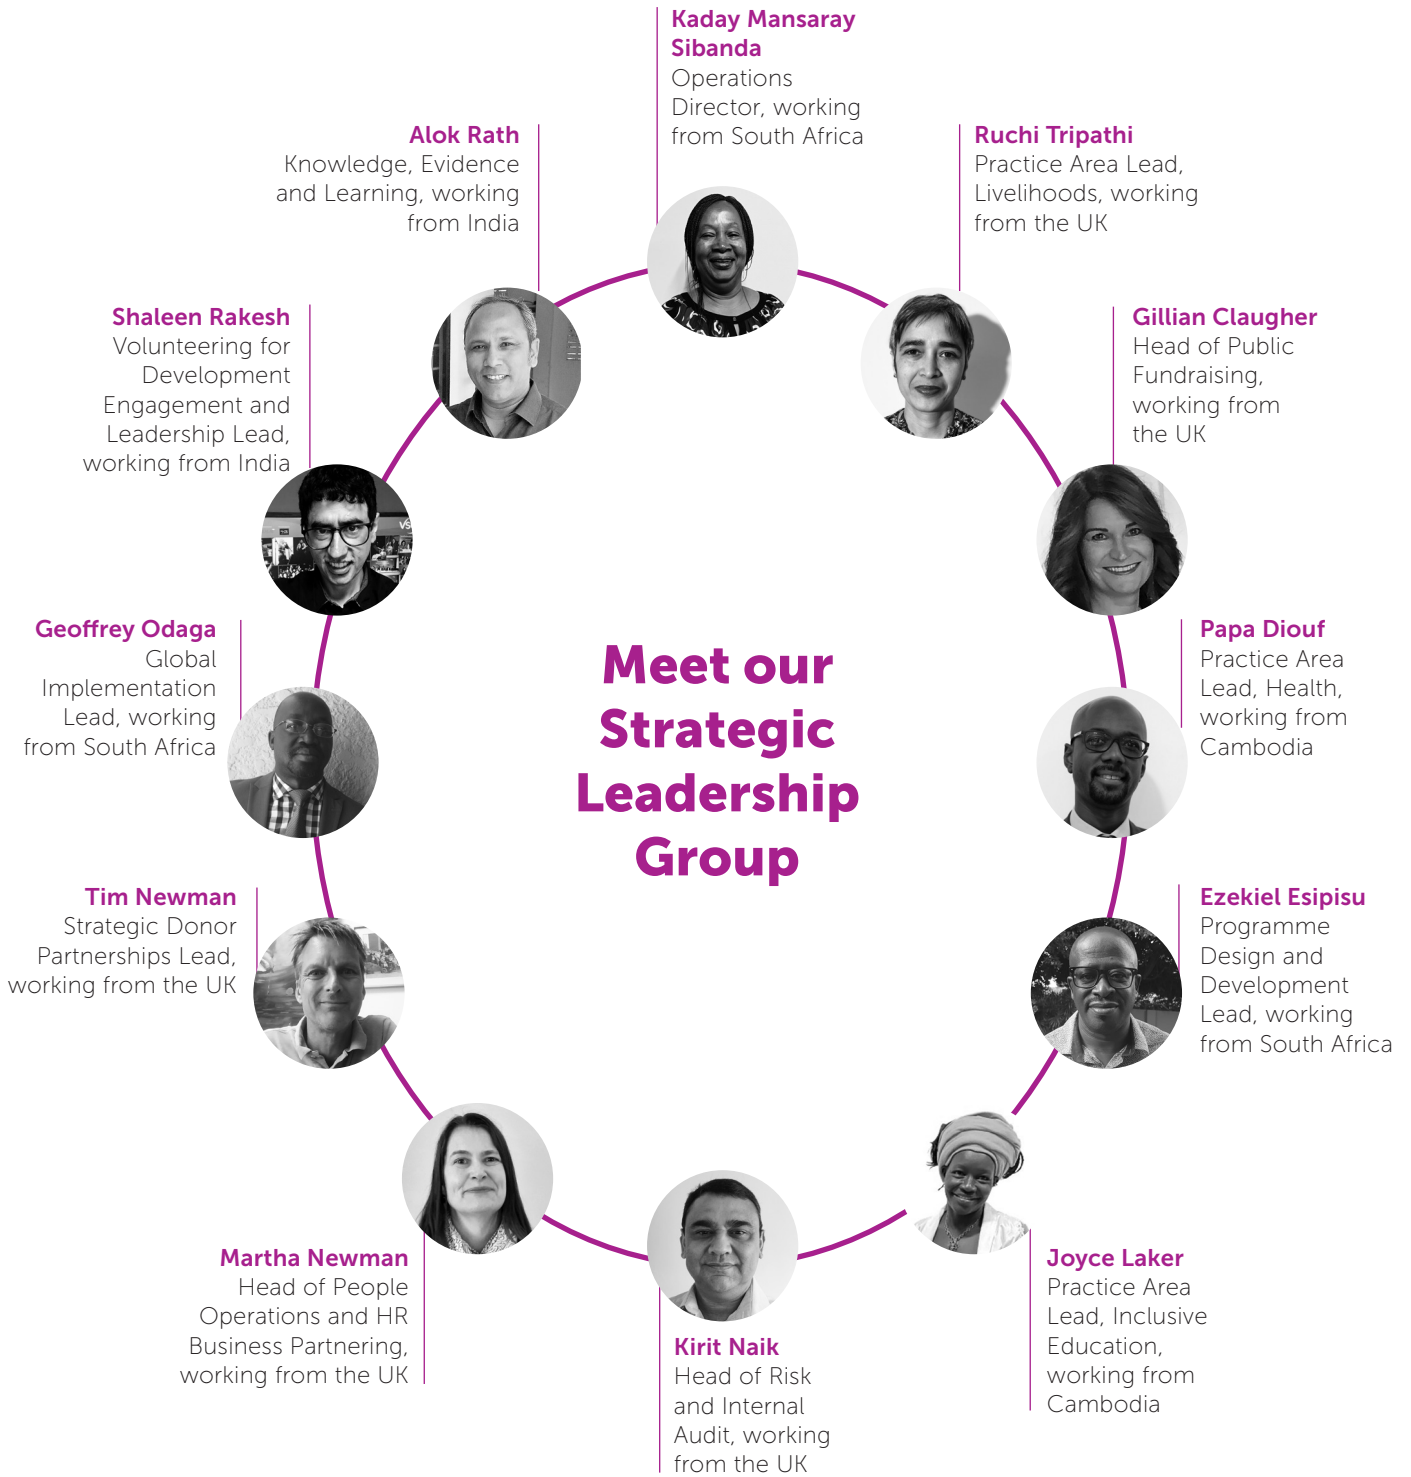 Kaday Mansaray
Sibanda
Operations
Director, working
from South Africa
Ruchi Tripathi
Practice Area Lead,
Livelihoods, working
from the UK
Gillian Claugher
Head of Public
Fundraising,
working from
the UK
Papa Diouf
Practice Area
Lead, Health,
working from
Cambodia
Ezekiel Esipisu
Programme
Design and
Development
Lead, working
from South Africa
Joyce Laker
Practice Area
Lead, Inclusive
Education,
working from
Cambodia
Kirit Naik
Head of Risk
and Internal
Audit, working
from the UK
Martha Newman
Head of People
Operations and HR
Business Partnering,
working from the UK
Tim Newman
Strategic Donor
Partnerships Lead,
working from the UK
Geoffrey Odaga
Global
Implementation
Lead, working
from South Africa
Shaleen Rakesh
Volunteering for
Development
Engagement and
Leadership Lead,
working from India
Alok Rath
Knowledge, Evidence
and Learning, working
from India
Meet our
Strategic
Leadership
Group